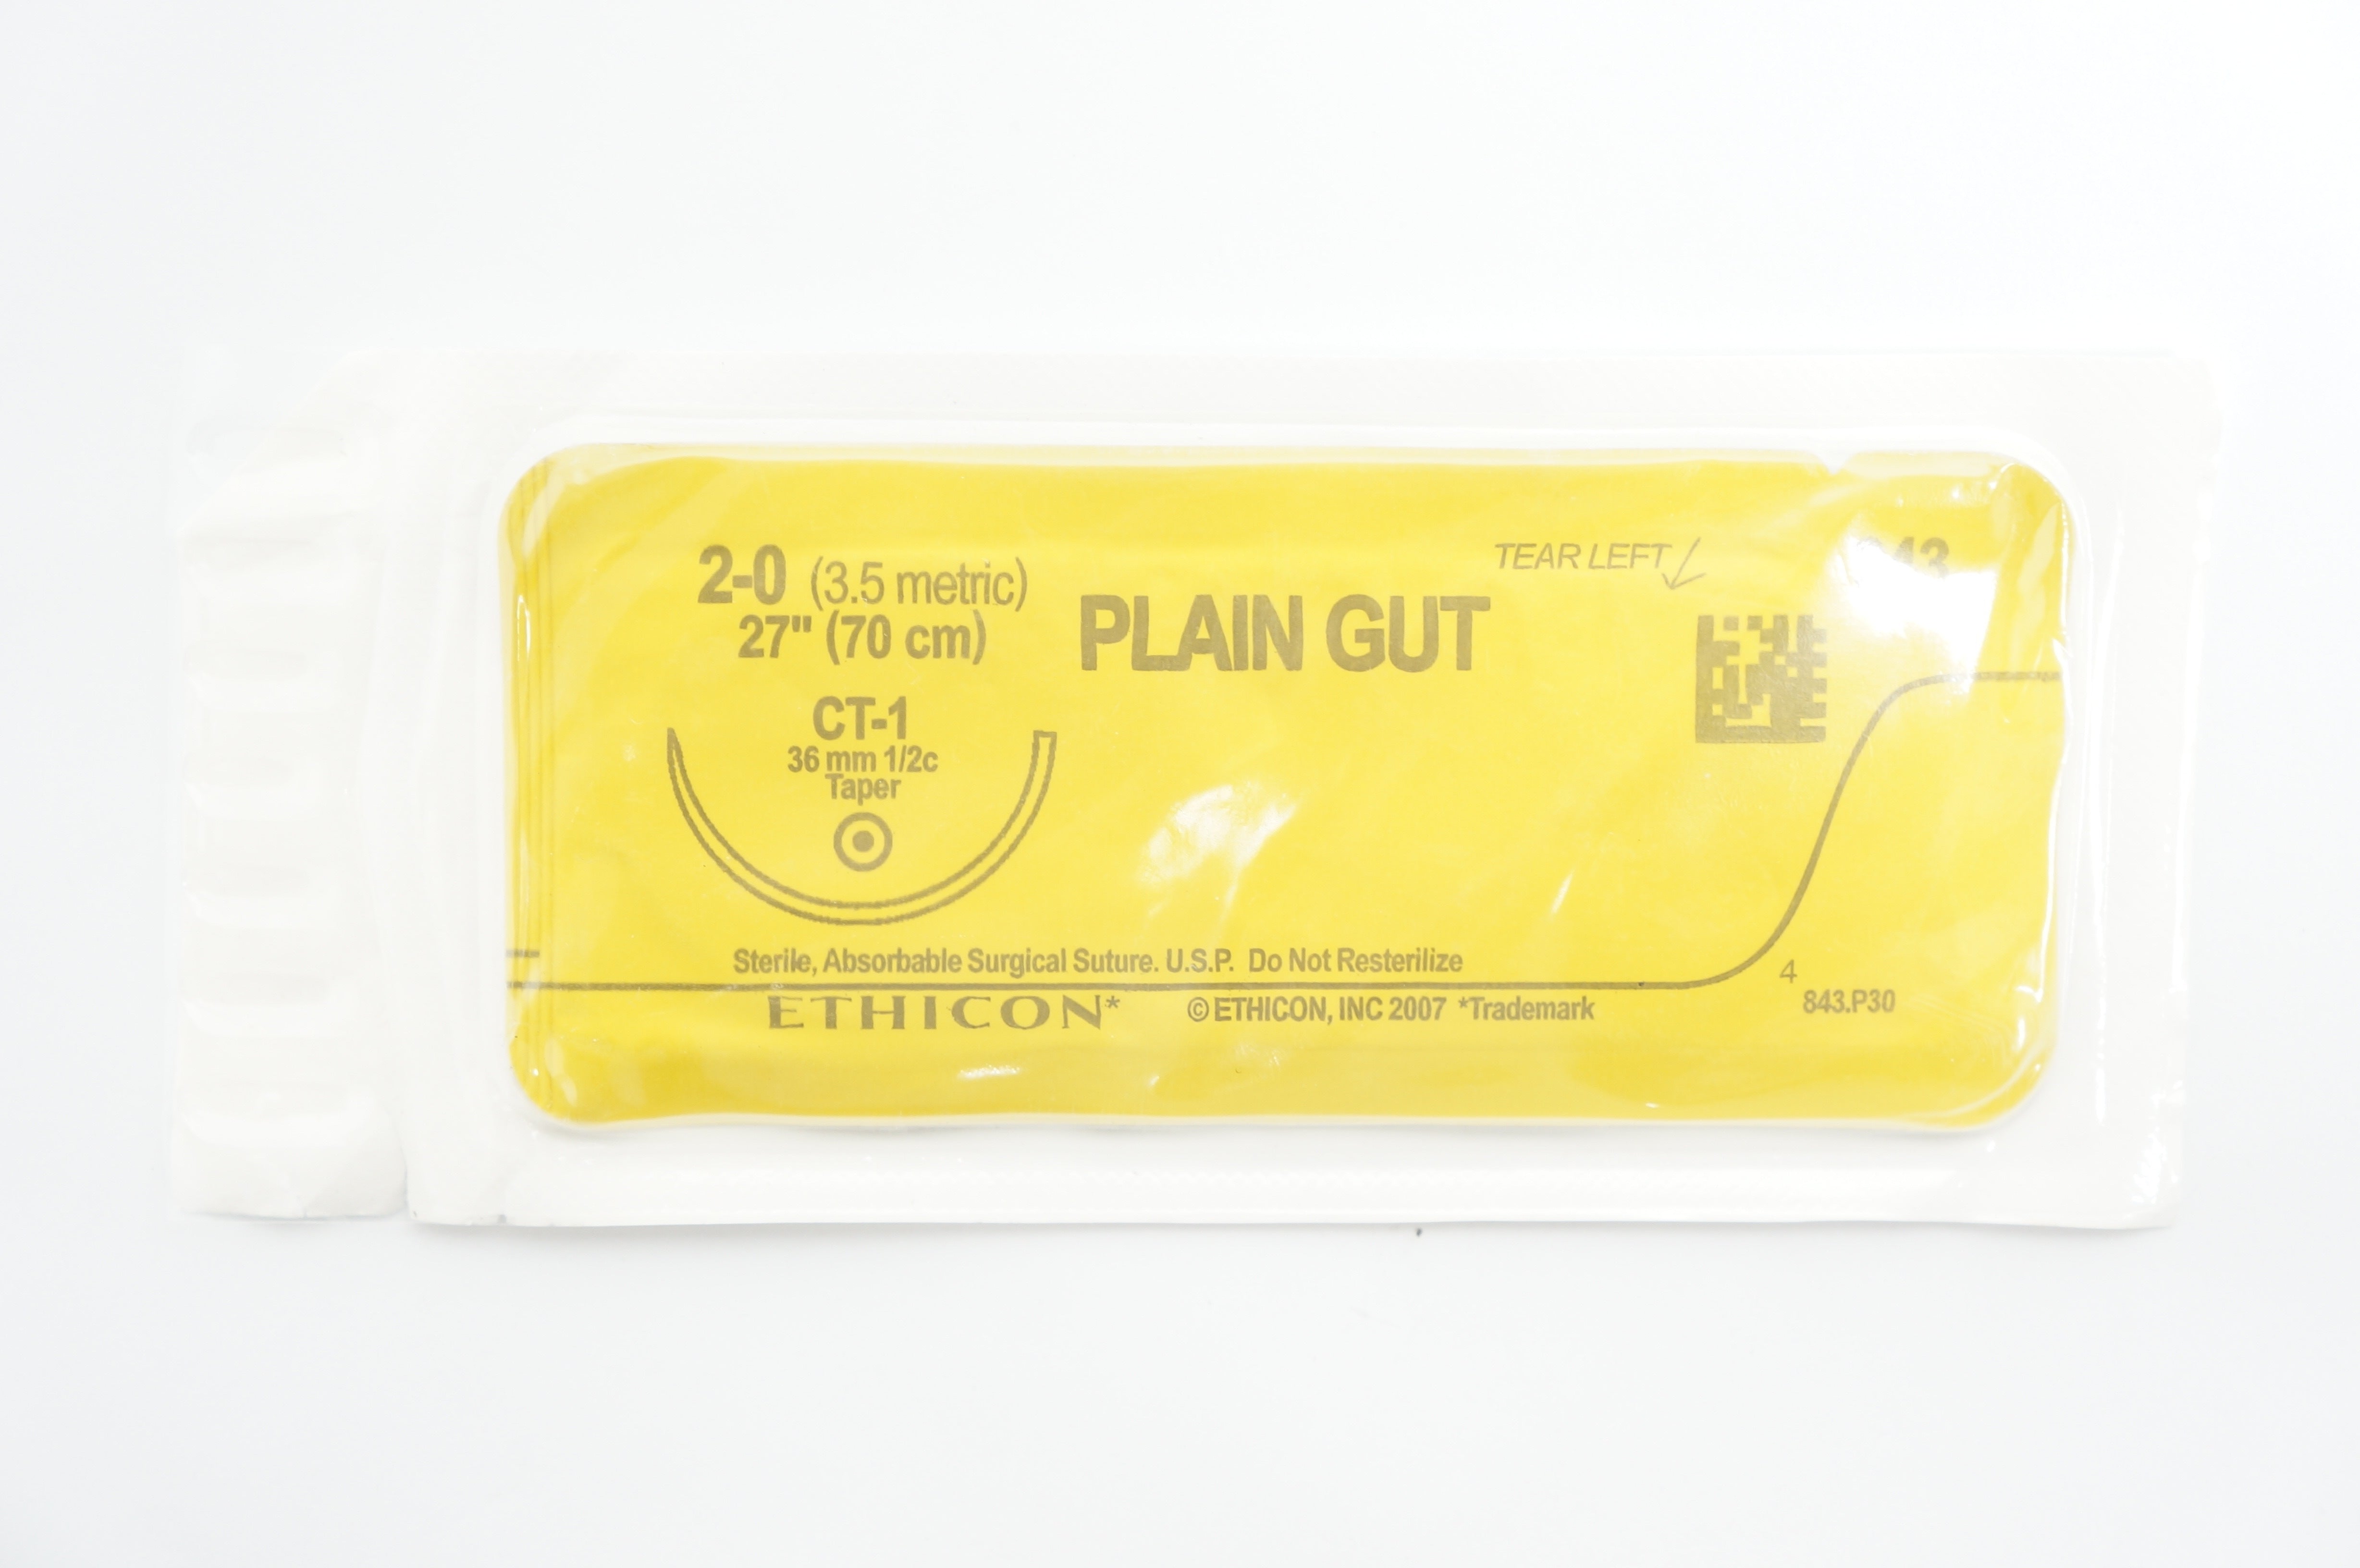 2-0 (3.5 metric)
27" (70 cm)
PLAIN GUT
TEAR LEFT
CT-1
36 mm 1/2c
Taper
Sterile, Absorbable Surgical Suture. U.S.P. Do Not Resterilize
ETHICON*
© ETHICON, INC 2007 *Trademark
4
843.P30